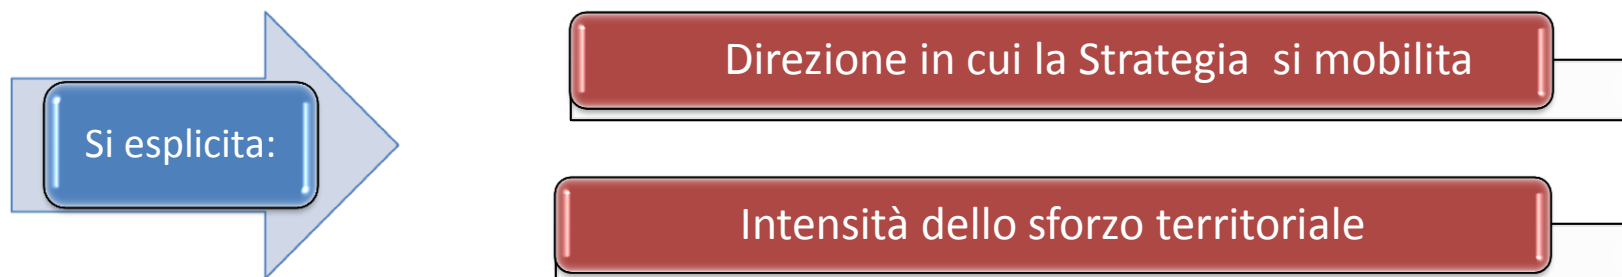 Si esplicita:
Direzione in cui la Strategia  si mobilita
Intensità dello sforzo territoriale